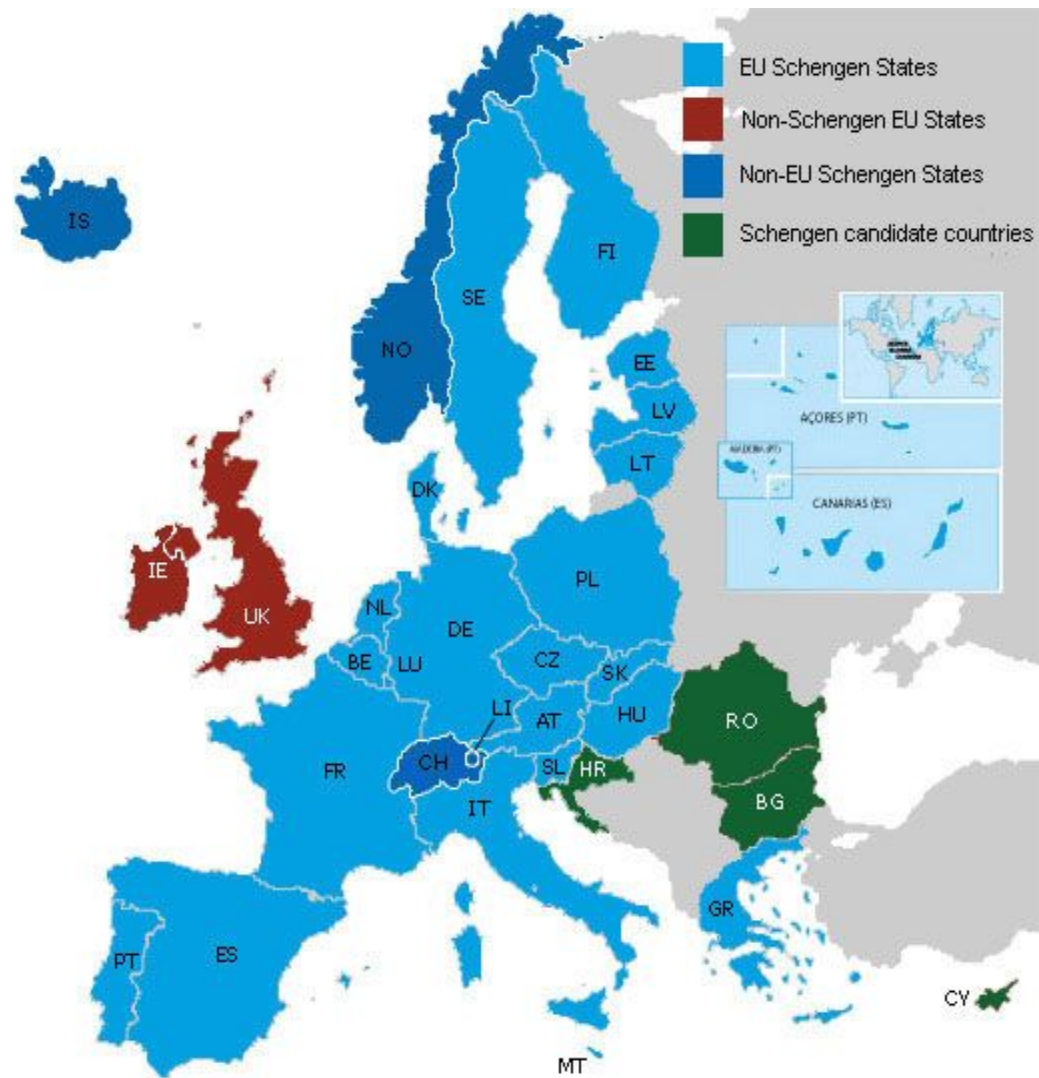 EU Schengen States
Non-Schengen EU States
Non-EU Schengen States
Schengen candidate countries
IS
FI
SE
NO
EE
LV
LT
AÇORES (PT)
MADEIRA (PT)
CANARIAS (ES)
DK
IE
UK
PL
NL
DE
BE
LU
CZ
SK
LI
AT
HU
RO
FR
CH
SL
HR
IT
BG
GR
PT
ES
CY
MT